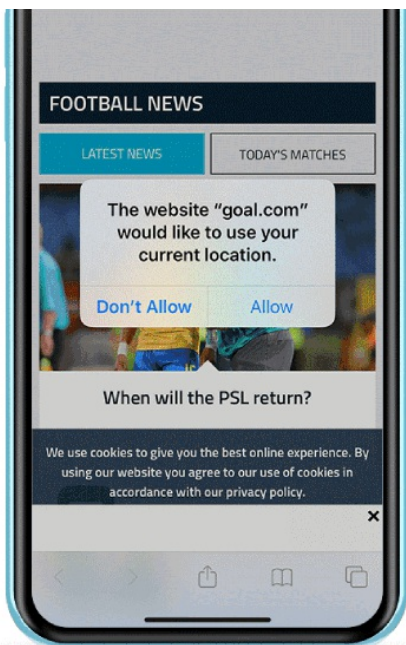 FOOTBALL NEWS
LATEST NEWS
TODAY'S MATCHES
The website “goal.com”
would like to use your
current location.
Don't Allow
Allow
When will the PSL return?
We use cookies to give you the best online experience. By
using our website you agree to our use of cookies in
accordance with our privacy policy.